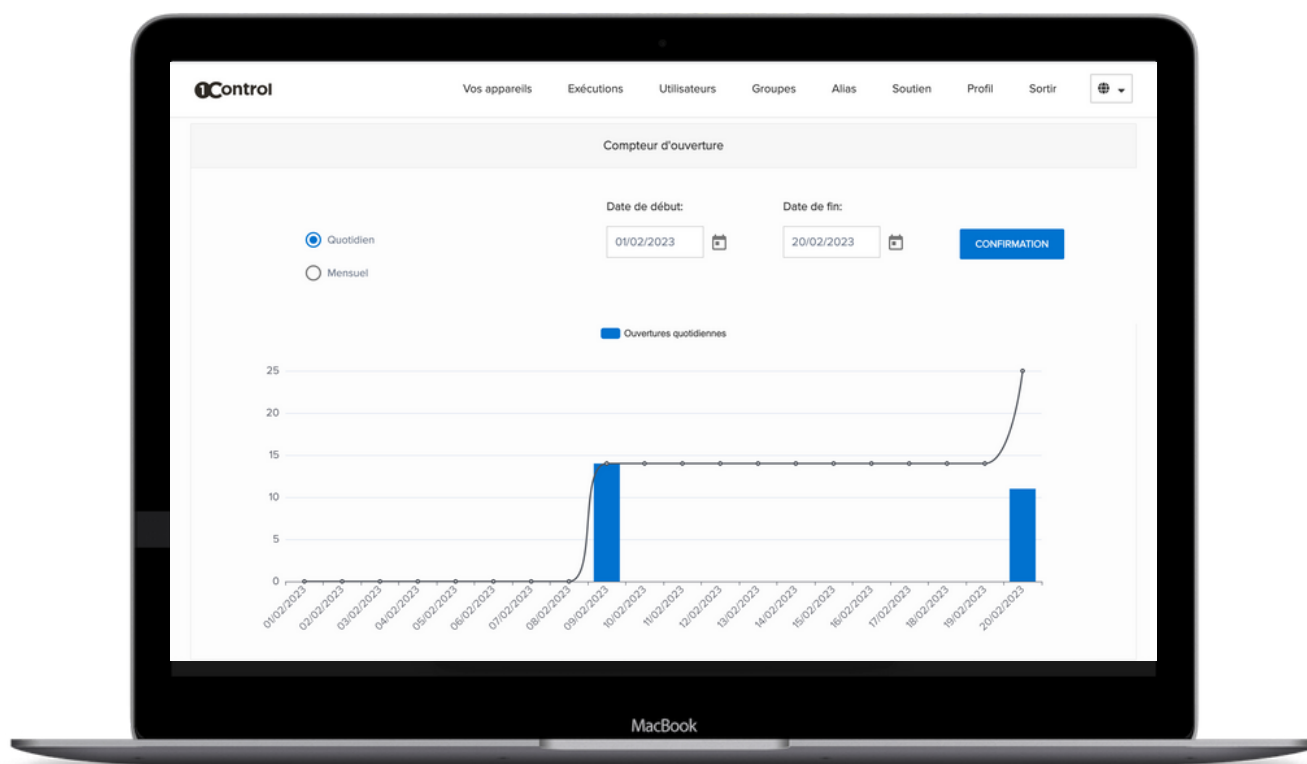 1Control
Vos appareils Exécutions Utilisateurs Groupes Alias Soutien Profil Sortir
Compteur d'ouverture
Date de début: Date de fin:
Quotidien
01/02/2023 20/02/2023 CONFIRMATION
Mensuel
Ouvertures quotidiennes
25
20
15
10
5
0
01/02/2023 02/02/2023 03/02/2023 04/02/2023 05/02/2023 06/02/2023 07/02/2023 08/02/2023 09/02/2023 10/02/2023 11/02/2023 12/02/2023 13/02/2023 14/02/2023 15/02/2023 16/02/2023 17/02/2023 18/02/2023 19/02/2023 20/02/2023
MacBook